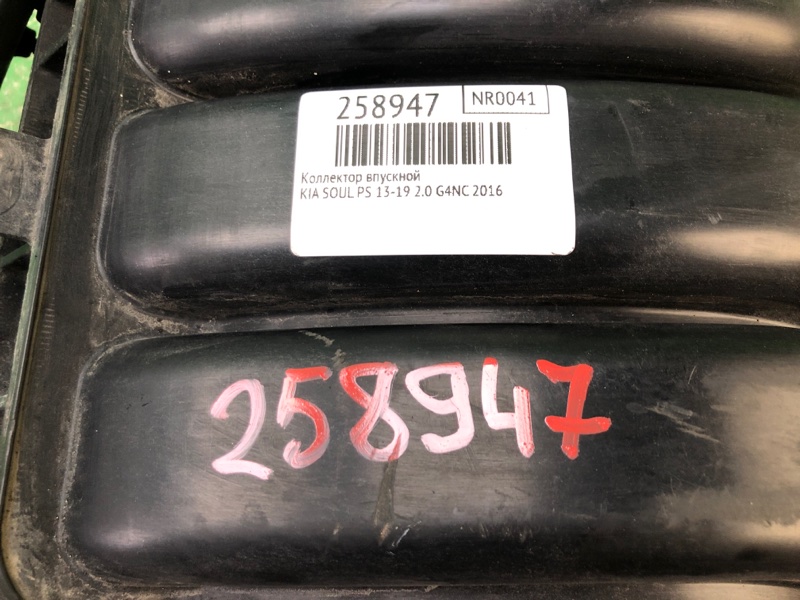 258947 NR0041
Коллектор впускной
KIA SOUL PS 13-19 2.0 G4NC 2016
258947